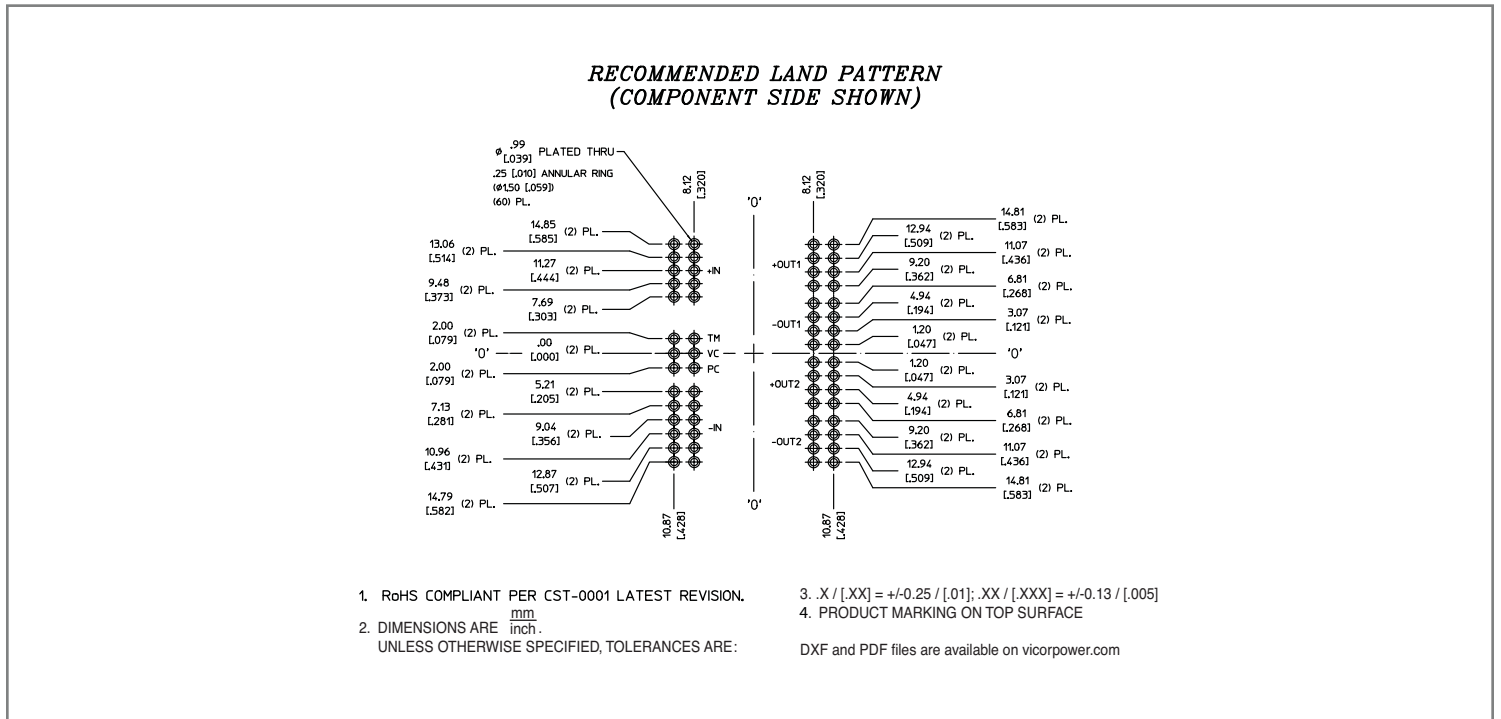 RECOMMENDED LAND PATTERN
(COMPONENT SIDE SHOWN)
ø .99
[.039] PLATED THRU
.25 [.010] ANNULAR RING
(ø1.50 [.059])
(60) PL.
8.12
[.320]
8.12
[.320]
'0'
14.85
[.585] (2) PL.
13.06
[.514] (2) PL.
11.27
[.444] (2) PL.
9.48
[.373] (2) PL.
7.69
[.303] (2) PL.
2.00
[.079] (2) PL.
'0'
.00
[.000] (2) PL.
2.00
[.079] (2) PL.
5.21
[.205] (2) PL.
7.13
[.281] (2) PL.
9.04
[.356] (2) PL.
10.96
[.431] (2) PL.
12.87
[.507] (2) PL.
14.79
[.582] (2) PL.
+IN
TM
VC
PC
-IN
+OUT1
-OUT1
+OUT2
-OUT2
14.81
[.583] (2) PL.
12.94
[.509] (2) PL.
11.07
[.436] (2) PL.
9.20
[.362] (2) PL.
6.81
[.268] (2) PL.
4.94
[.194] (2) PL.
3.07
[.121] (2) PL.
1.20
[.047] (2) PL.
'0'
1.20
[.047] (2) PL.
3.07
[.121] (2) PL.
4.94
[.194] (2) PL.
6.81
[.268] (2) PL.
9.20
[.362] (2) PL.
11.07
[.436] (2) PL.
12.94
[.509] (2) PL.
14.81
[.583] (2) PL.
10.87
[.428]
'0'
10.87
[.428]
1. RoHS COMPLIANT PER CST-0001 LATEST REVISION.
2. DIMENSIONS ARE mm
inch .
UNLESS OTHERWISE SPECIFIED, TOLERANCES ARE:
3. .X / [.XX] = +/-0.25 / [.01]; .XX / [.XXX] = +/-0.13 / [.005]
4. PRODUCT MARKING ON TOP SURFACE
DXF and PDF files are available on vicorpower.com